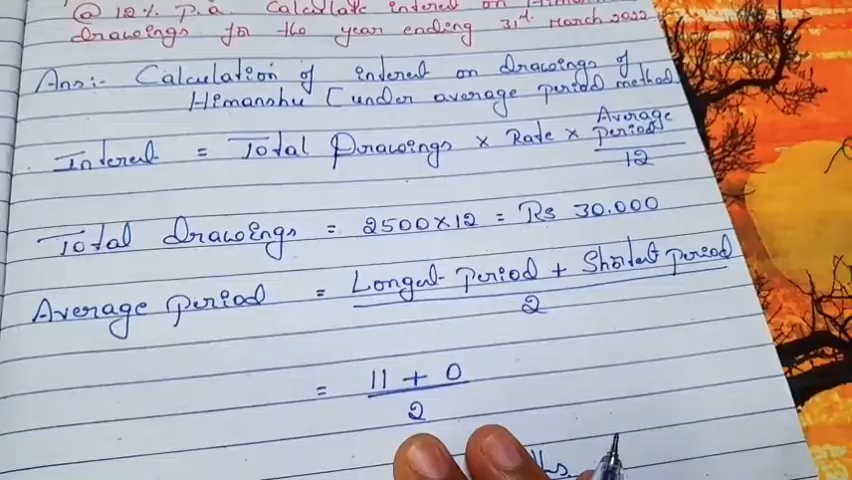 @ 12% p.a. Calculate interest on
drawings for the year ending 31st March 2022
Ans:- Calculation of interest on drawings of
Himanshu [under average period method
Interest = Total Drawings × Rate × Average Period / 12
Total drawings = 2500×12 = Rs 30.000
Average period = Longest Period + Shortest period / 2
= 11 + 0 / 2
ths.